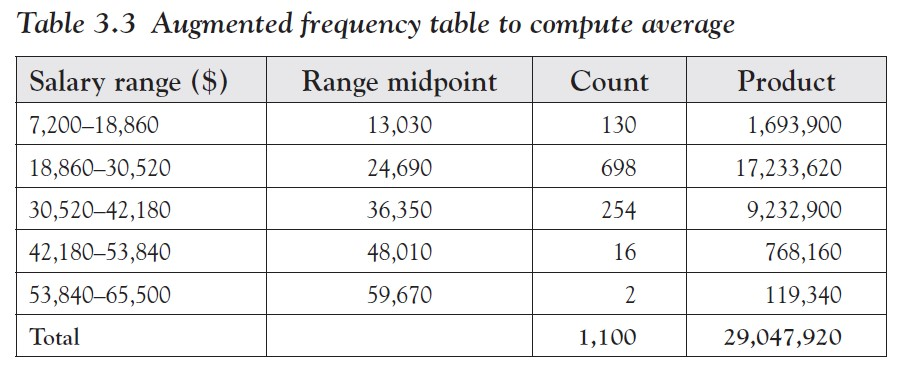 Table 3.3 Augmented frequency table to compute average
Salary range ($) Range midpoint Count Product
7,200–18,860 13,030 130 1,693,900
18,860–30,520 24,690 698 17,233,620
30,520–42,180 36,350 254 9,232,900
42,180–53,840 48,010 16 768,160
53,840–65,500 59,670 2 119,340
Total 1,100 29,047,920